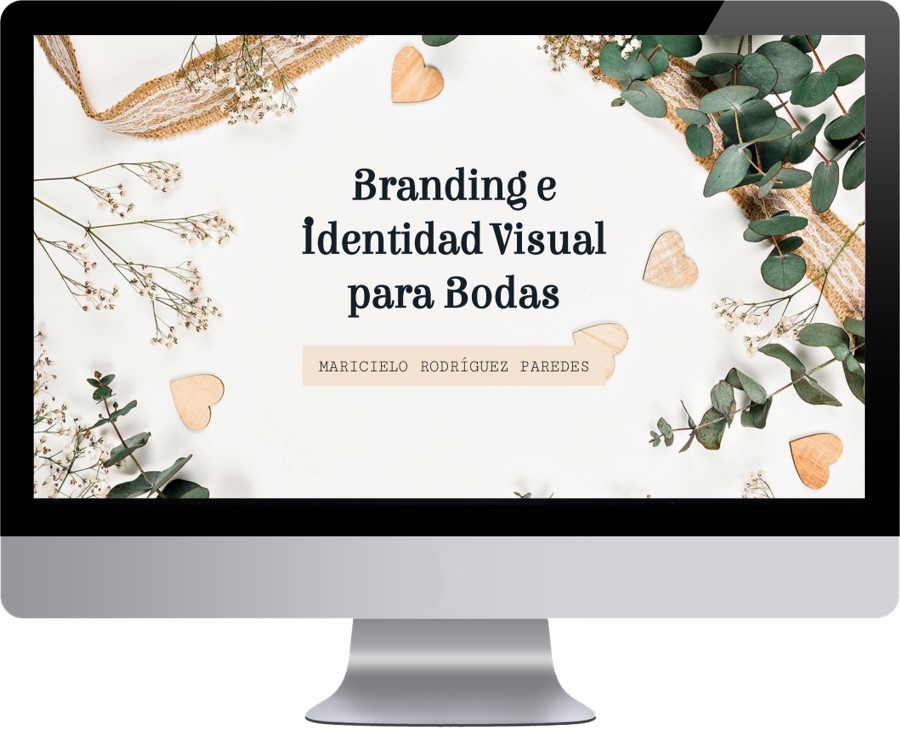 Branding e
Identidad Visual
para Bodas
MARICIELO RODRÍGUEZ PAREDES